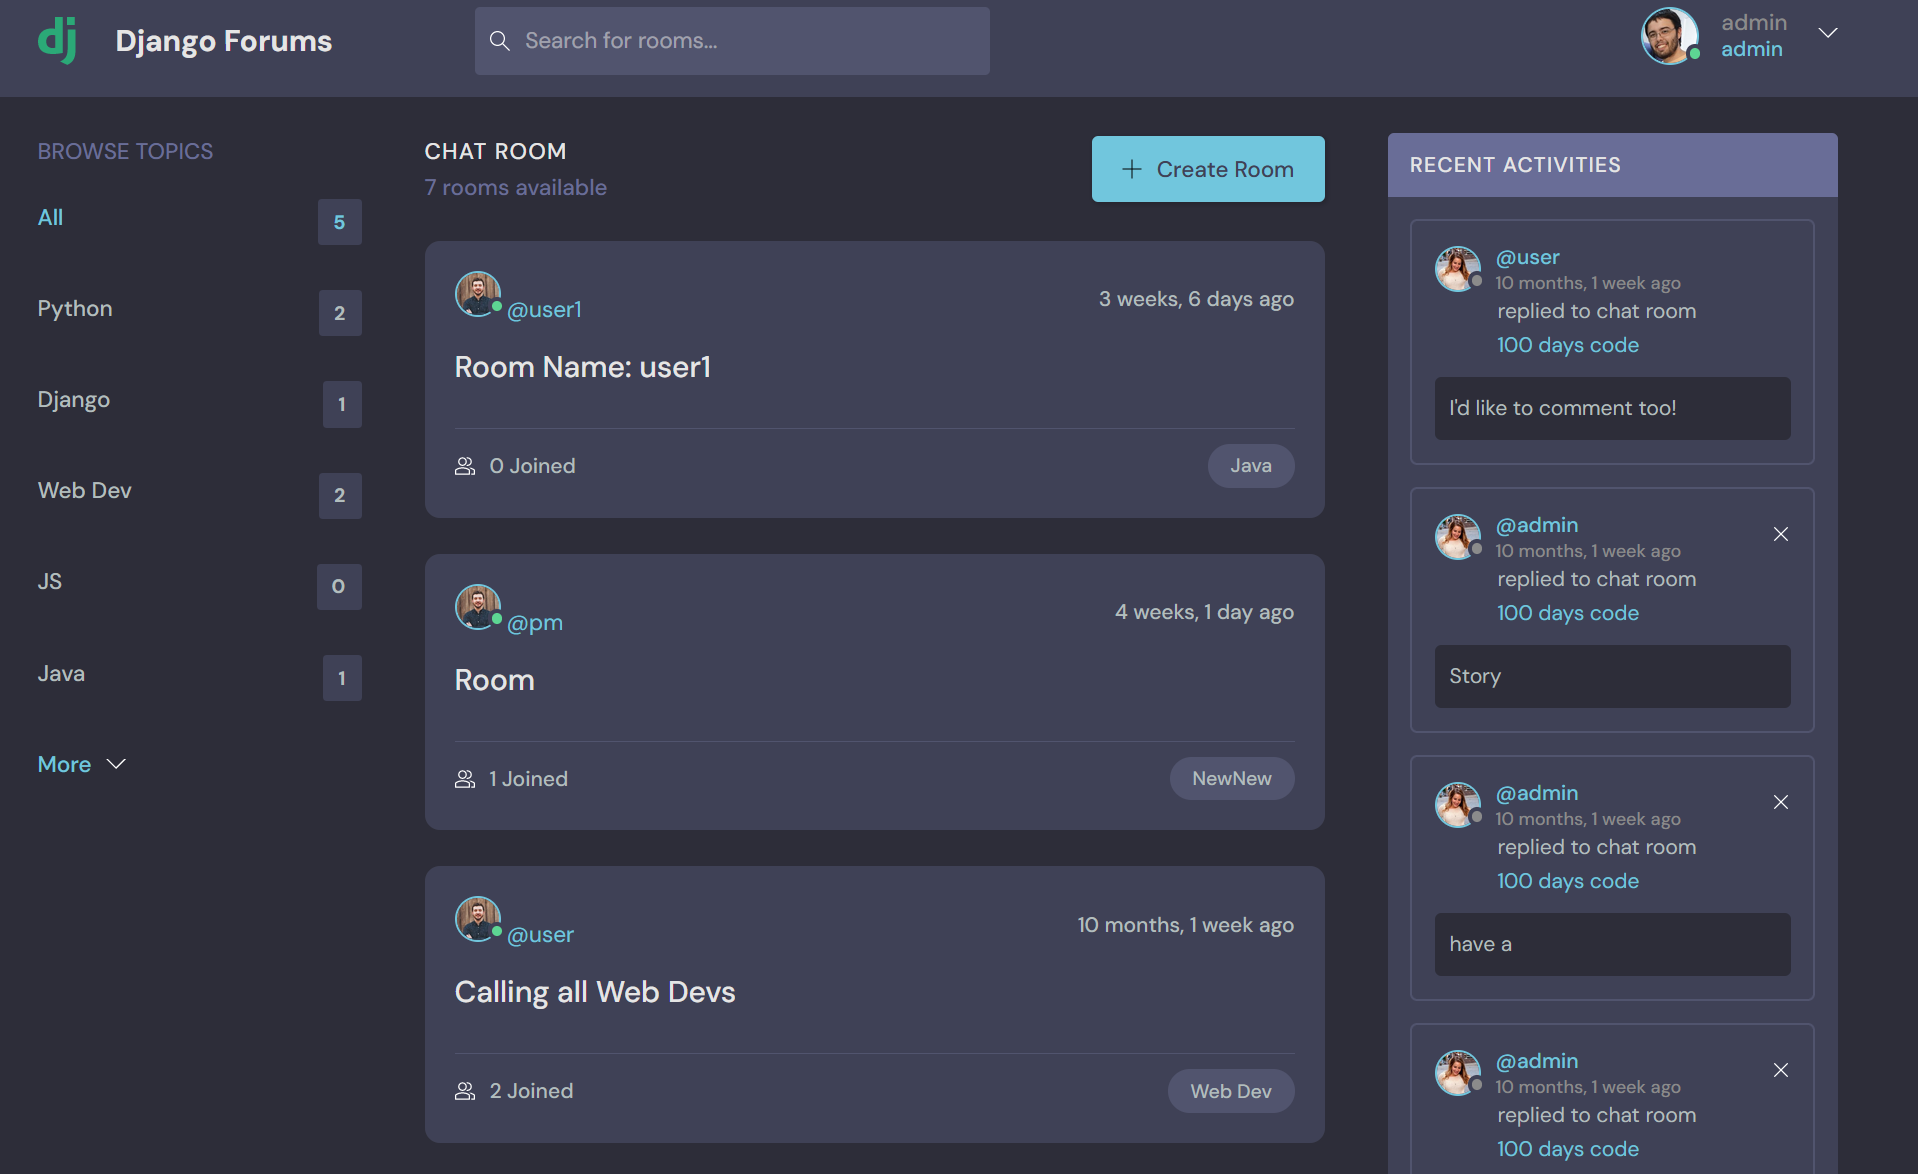 dj Django Forums
Search for rooms...
admin
admin
BROWSE TOPICS
All 5
Python 2
Django 1
Web Dev 2
JS 0
Java 1
More
CHAT ROOM
7 rooms available
Create Room
@user1
3 weeks, 6 days ago
Room Name: user1
0 Joined
Java
@pm
4 weeks, 1 day ago
Room
1 Joined
NewNew
@user
10 months, 1 week ago
Calling all Web Devs
2 Joined
Web Dev
RECENT ACTIVITIES
@user
10 months, 1 week ago
replied to chat room
100 days code
I'd like to comment too!
@admin
10 months, 1 week ago
replied to chat room
100 days code
Story
@admin
10 months, 1 week ago
replied to chat room
100 days code
have a
@admin
10 months, 1 week ago
replied to chat room
100 days code